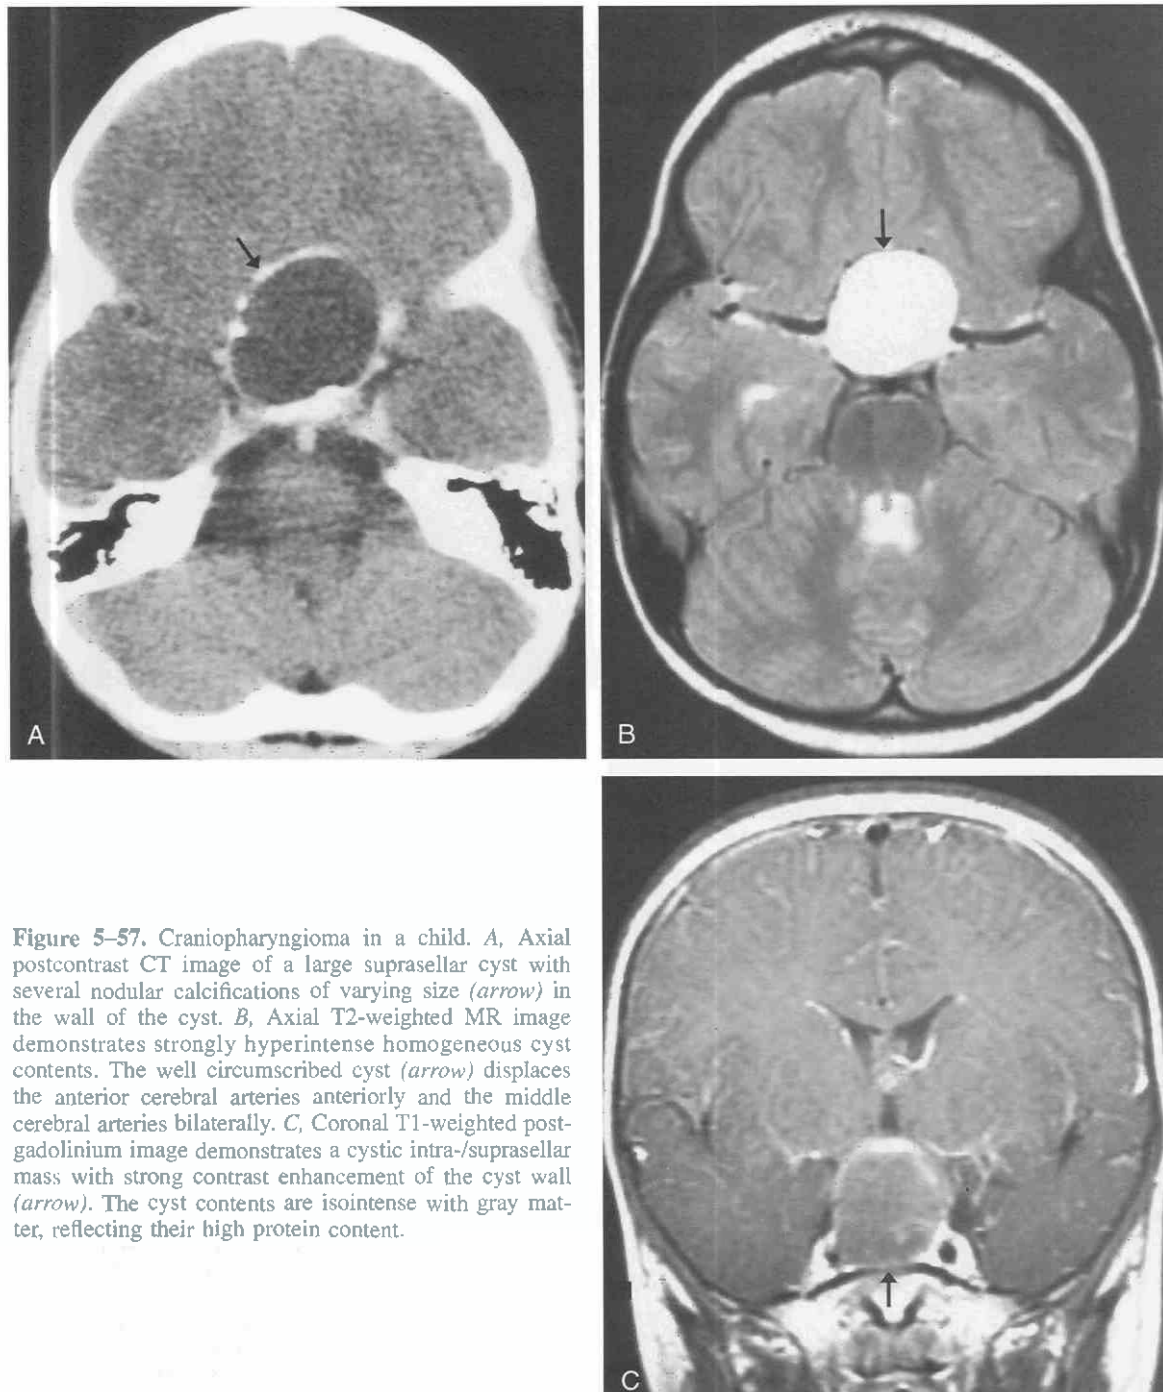 A
B
Figure 5–57. Craniopharyngioma in a child. A, Axial
postcontrast CT image of a large suprasellar cyst with
several nodular calcifications of varying size (arrow) in
the wall of the cyst. B, Axial T2-weighted MR image
demonstrates strongly hyperintense homogeneous cyst
contents. The well circumscribed cyst (arrow) displaces
the anterior cerebral arteries anteriorly and the middle
cerebral arteries bilaterally. C, Coronal T1-weighted post-
gadolinium image demonstrates a cystic intra-/suprasellar
mass with strong contrast enhancement of the cyst wall
(arrow). The cyst contents are isointense with gray mat-
ter, reflecting their high protein content.
C